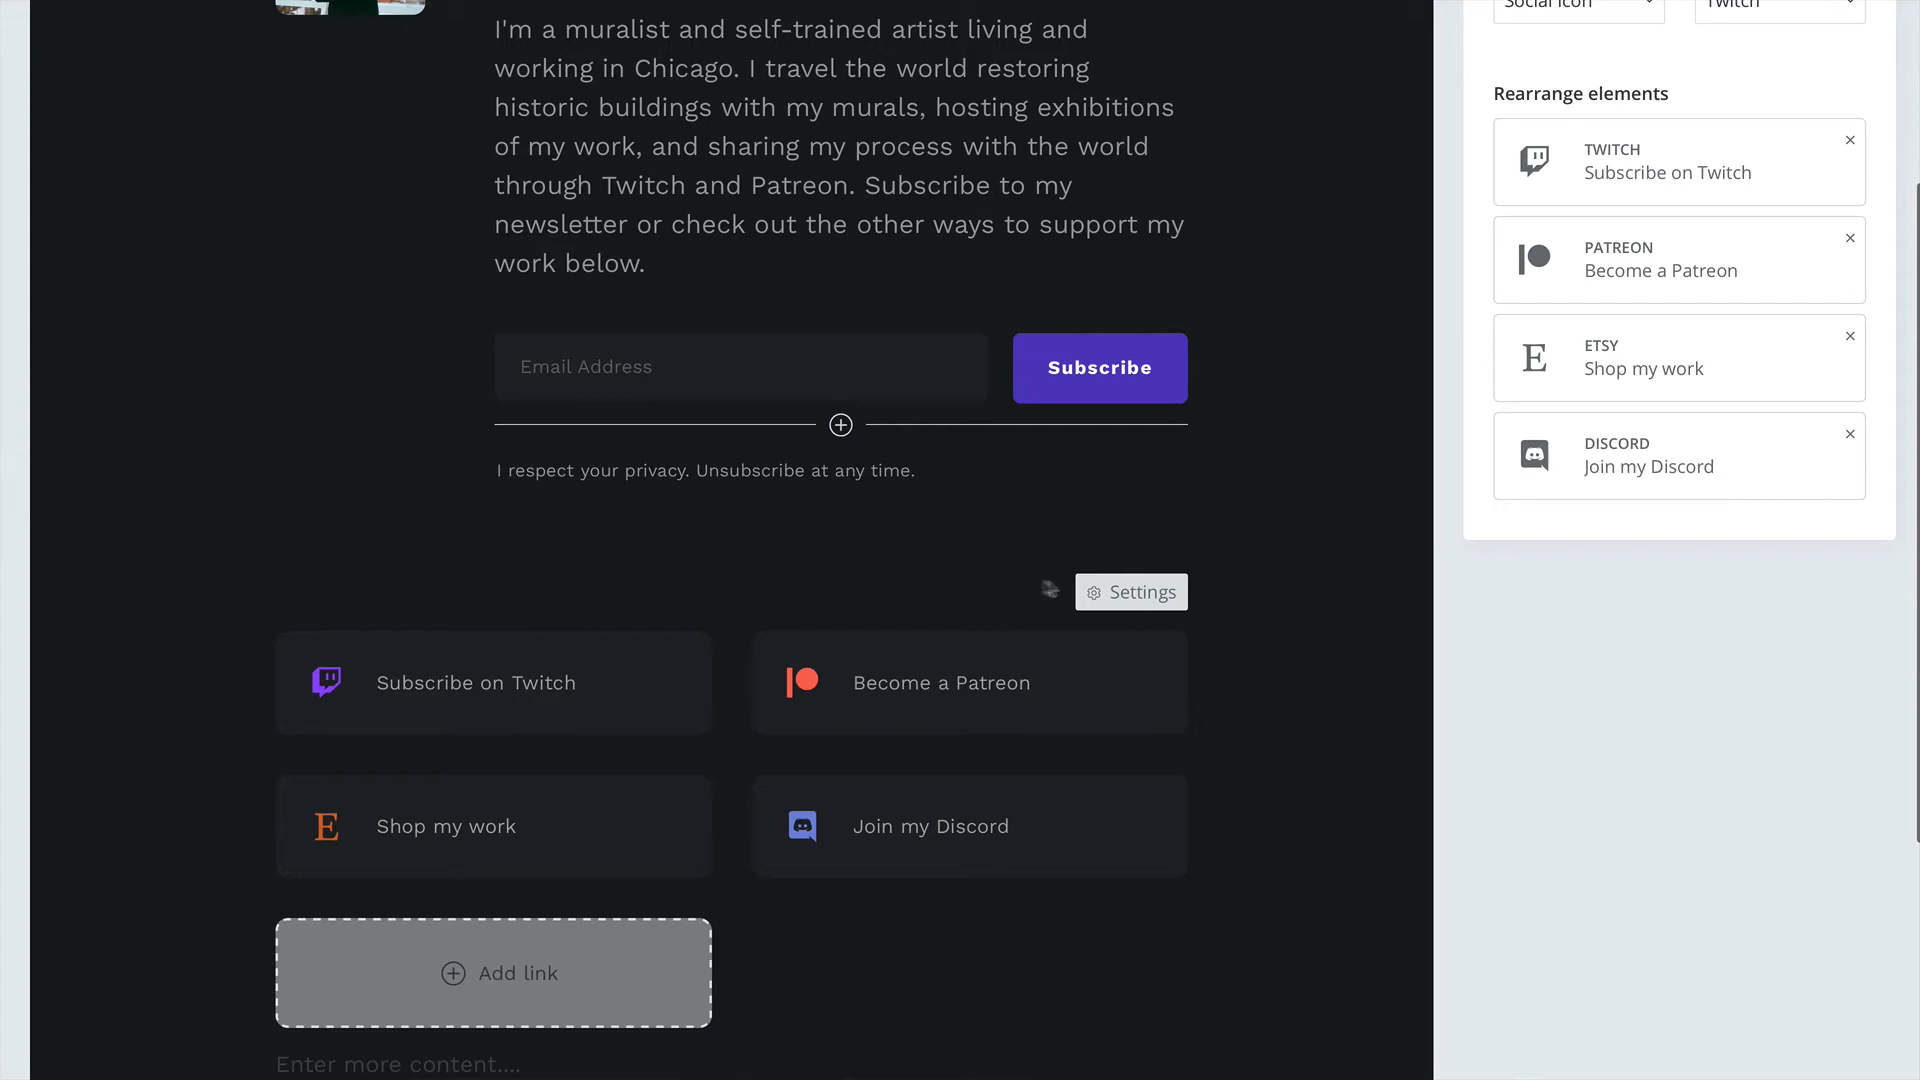 I'm a muralist and self-trained artist living and
working in Chicago. I travel the world restoring
historic buildings with my murals, hosting exhibitions
of my work, and sharing my process with the world
through Twitch and Patreon. Subscribe to my
newsletter or check out the other ways to support my
work below.
Email Address
Subscribe
I respect your privacy. Unsubscribe at any time.
Settings
Subscribe on Twitch
Become a Patreon
Shop my work
Join my Discord
Add link
Enter more content....
Social icon
Twitch
Rearrange elements
TWITCH
Subscribe on Twitch
PATREON
Become a Patreon
ETSY
Shop my work
DISCORD
Join my Discord